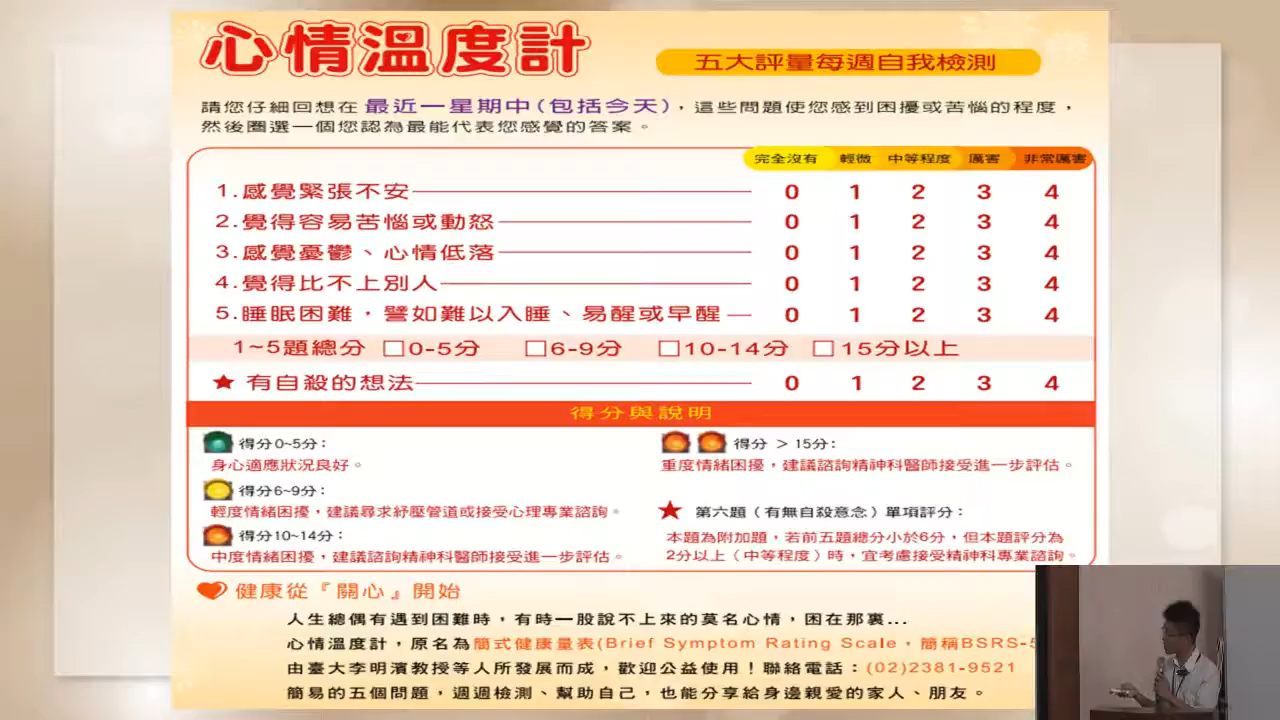 心情溫度計
五大評量每週自我檢測
請您仔細回想在 最近一星期中(包括今天)，這些問題使您感到困擾或苦惱的程度，
然後圈選一個您認為最能代表您感覺的答案。
完全沒有 輕微 中等程度 厲害 非常厲害
1.感覺緊張不安 0 1 2 3 4
2.覺得容易苦惱或動怒 0 1 2 3 4
3.感覺憂鬱、心情低落 0 1 2 3 4
4.覺得比不上別人 0 1 2 3 4
5.睡眠困難，譬如難以入睡、易醒或早醒 0 1 2 3 4
1~5題總分 □0-5分 □6-9分 □10-14分 □15分以上
★ 有自殺的想法 0 1 2 3 4
得分與說明
得分0~5分：
身心適應狀況良好。
得分6~9分：
輕度情緒困擾，建議尋求紓壓管道或接受心理專業諮詢。
得分10~14分：
中度情緒困擾，建議諮詢精神科醫師接受進一步評估。
得分 > 15分：
重度情緒困擾，建議諮詢精神科醫師接受進一步評估。
★ 第六題（有無自殺意念）單項評分：
本題為附加題，若前五題總分小於6分，但本題評分為
2分以上（中等程度）時，宜考慮接受精神科專業諮詢。
健康從『關心』開始
人生總偶有遇到困難時，有時一股說不上來的莫名心情，困在那裏...
心情溫度計，原名為簡式健康量表(Brief Symptom Rating Scale，簡稱BSRS-5
由臺大李明濱教授等人所發展而成，歡迎公益使用！聯絡電話：(02)2381-9521
簡易的五個問題，週週檢測、幫助自己，也能分享給身邊親愛的家人、朋友。